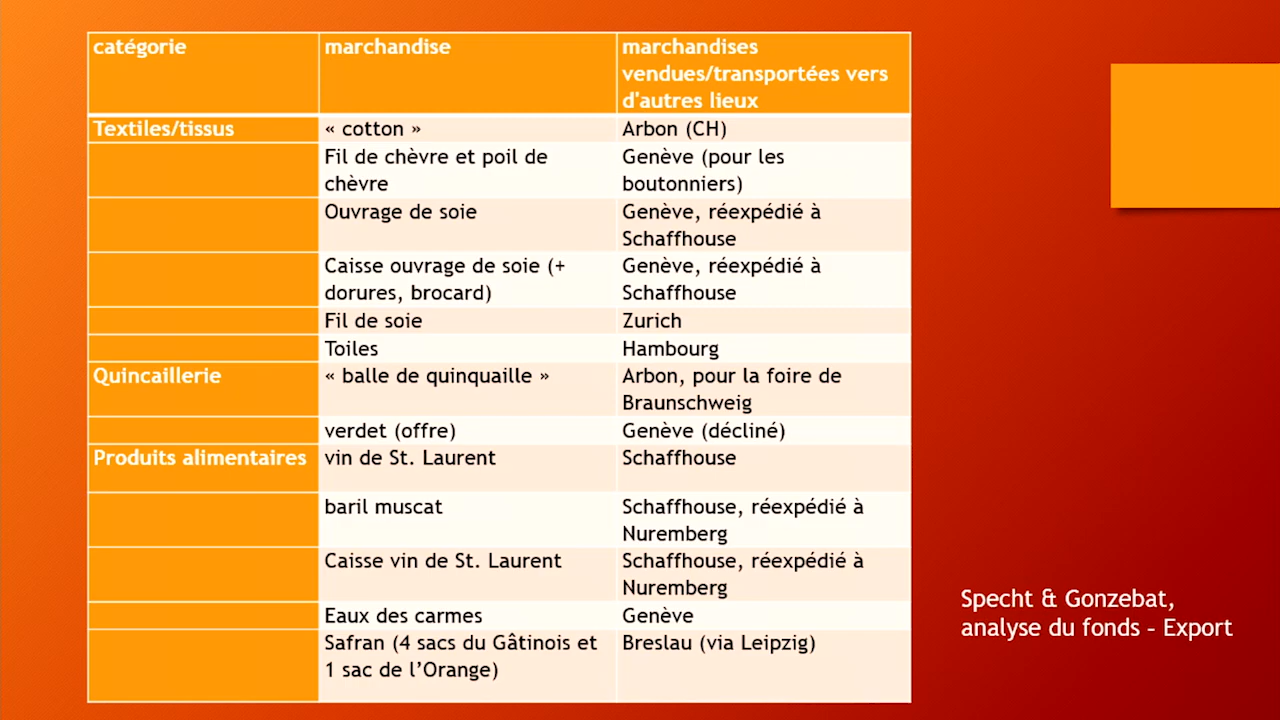 catégorie
marchandise
marchandises
vendues/transportées vers
d'autres lieux
Textiles/tissus
« cotton »
Arbon (CH)
Fil de chèvre et poil de
chèvre
Genève (pour les
boutonniers)
Ouvrage de soie
Genève, réexpédié à
Schaffhouse
Caisse ouvrage de soie (+
dorures, brocard)
Genève, réexpédié à
Schaffhouse
Fil de soie
Zurich
Toiles
Hambourg
Quincaillerie
« balle de quinquaille »
Arbon, pour la foire de
Braunschweig
verdet (offre)
Genève (décliné)
Produits alimentaires
vin de St. Laurent
Schaffhouse
baril muscat
Schaffhouse, réexpédié à
Nuremberg
Caisse vin de St. Laurent
Schaffhouse, réexpédié à
Nuremberg
Eaux des carmes
Genève
Safran (4 sacs du Gâtinois et
1 sac de l’Orange)
Breslau (via Leipzig)
Specht & Gonzebat,
analyse du fonds - Export